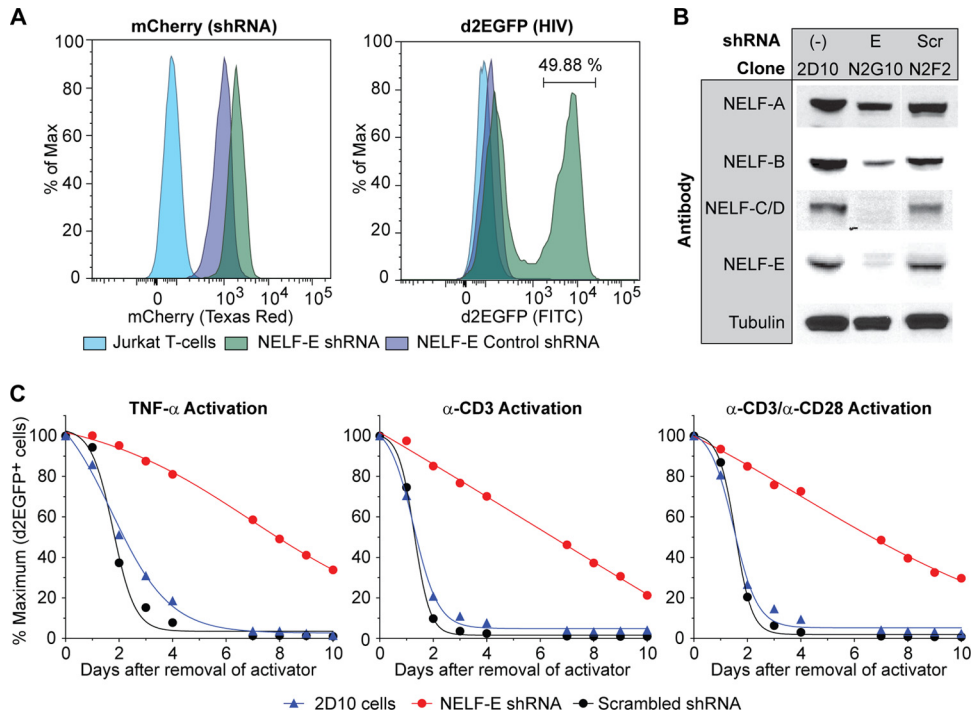 A
mCherry (shRNA)
% of Max
100
80
60
40
20
0
0 10³ 10⁴ 10⁵
mCherry (Texas Red)
d2EGFP (HIV)
49.88 %
% of Max
100
80
60
40
20
0
0 10³ 10⁴ 10⁵
d2EGFP (FITC)
Jurkat T-cells NELF-E shRNA NELF-E Control shRNA
B
shRNA (-) E Scr
Clone 2D10 N2G10 N2F2
Antibody
NELF-A
NELF-B
NELF-C/D
NELF-E
Tubulin
C
% Maximum (d2EGFP+ cells)
TNF-α Activation
100
80
60
40
20
0
0 2 4 6 8 10
Days after removal of activator
α-CD3 Activation
100
80
60
40
20
0
0 2 4 6 8 10
Days after removal of activator
α-CD3/α-CD28 Activation
100
80
60
40
20
0
0 2 4 6 8 10
Days after removal of activator
2D10 cells NELF-E shRNA Scrambled shRNA